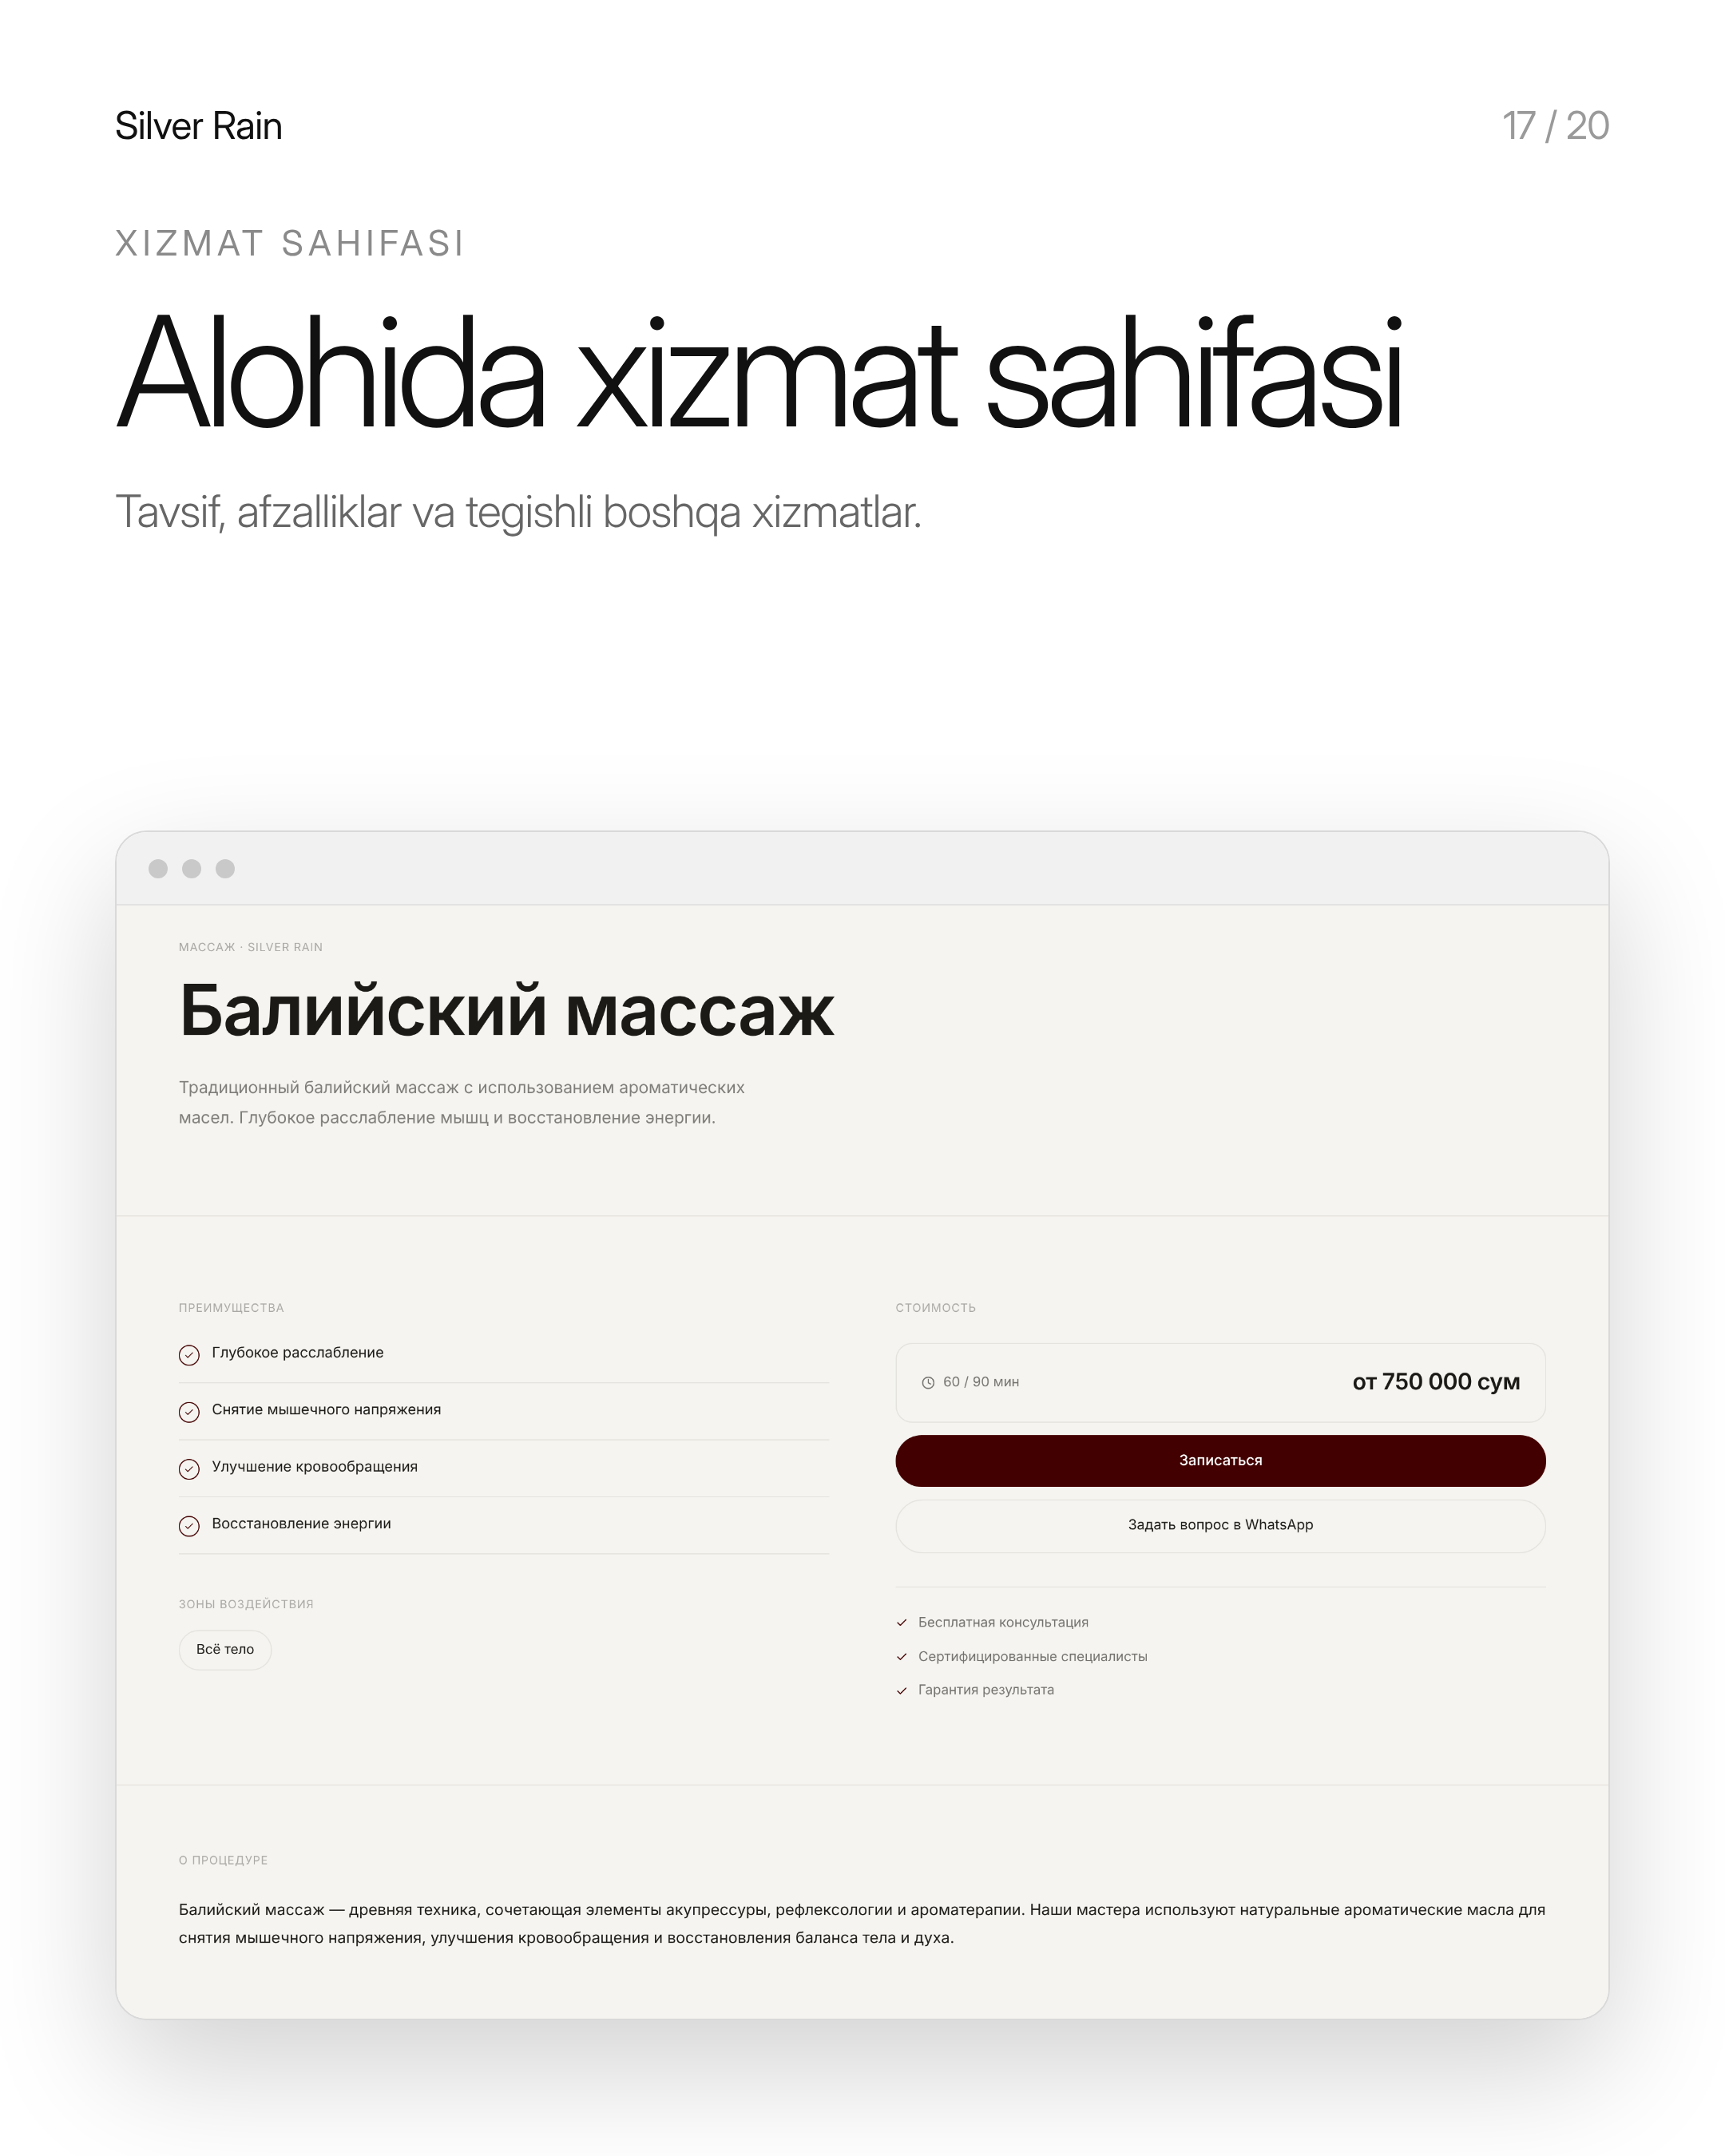 Silver Rain
17 / 20
XIZMAT SAHIFASI
Alohida xizmat sahifasi
Tavsif, afzalliklar va tegishli boshqa xizmatlar.
МАССАЖ · SILVER RAIN
Балийский массаж
Традиционный балийский массаж с использованием ароматических
масел. Глубокое расслабление мышц и восстановление энергии.
ПРЕИМУЩЕСТВА
Глубокое расслабление
Снятие мышечного напряжения
Улучшение кровообращения
Восстановление энергии
ЗОНЫ ВОЗДЕЙСТВИЯ
Всё тело
СТОИМОСТЬ
60 / 90 мин
от 750 000 сум
Записаться
Задать вопрос в WhatsApp
Бесплатная консультация
Сертифицированные специалисты
Гарантия результата
О ПРОЦЕДУРЕ
Балийский массаж — древняя техника, сочетающая элементы акупрессуры, рефлексологии и ароматерапии. Наши мастера используют натуральные ароматические масла для
снятия мышечного напряжения, улучшения кровообращения и восстановления баланса тела и духа.